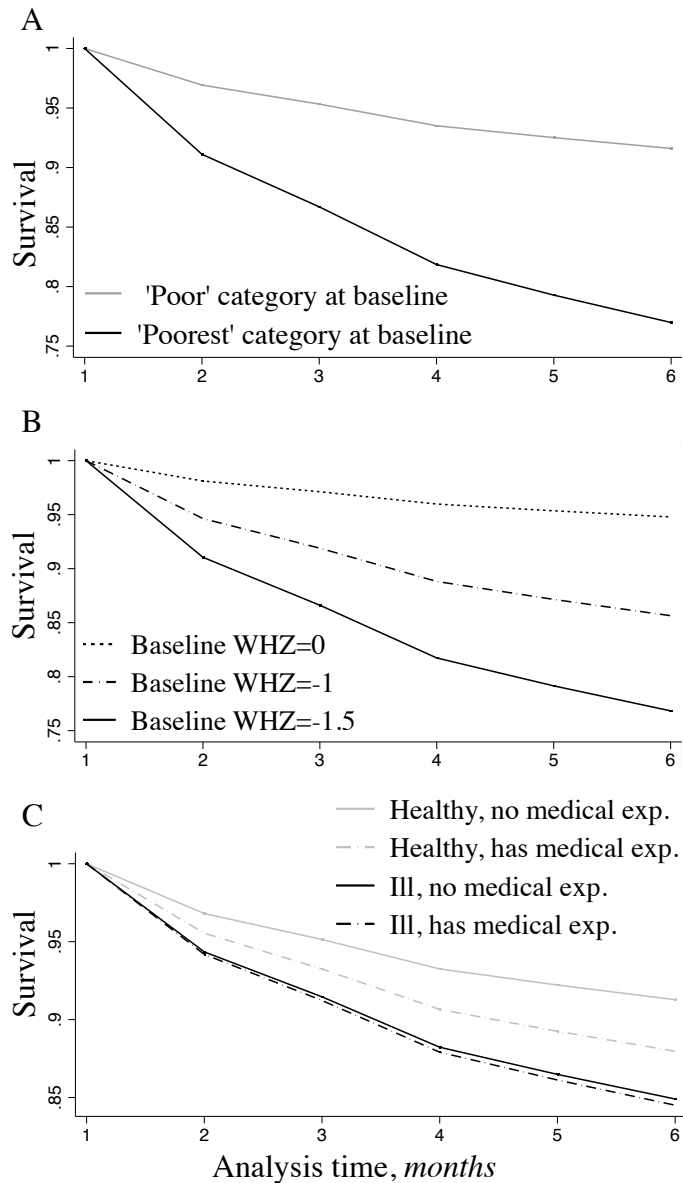 A
1
.95
.9
.85
.8
.75
Survival
'Poor' category at baseline
'Poorest' category at baseline
1 2 3 4 5 6
B
1
.95
.9
.85
.8
.75
Survival
Baseline WHZ=0
Baseline WHZ=-1
Baseline WHZ=-1.5
1 2 3 4 5 6
C
Healthy, no medical exp.
Healthy, has medical exp.
Ill, no medical exp.
Ill, has medical exp.
1
.95
.9
.85
Survival
1 2 3 4 5 6
Analysis time, months